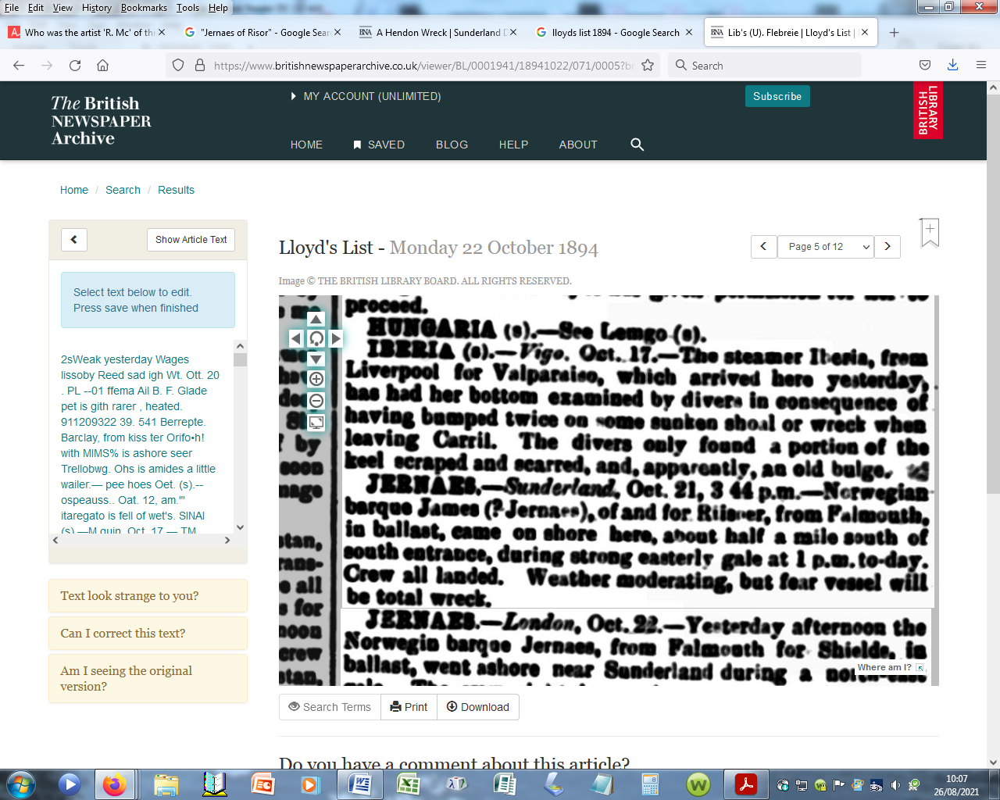 File Edit View History Bookmarks Tools Help
Who was the artist 'R. Mc' of thi
"Jernaes of Risor" - Google Sear
A Hendon Wreck | Sunderland D
lloyds list 1894 - Google Search
Lib's (U). Flebreie | Lloyd's List |
https://www.britishnewspaperarchive.co.uk/viewer/BL/0001941/18941022/071/0005?br
Search
The British
NEWSPAPER
Archive
MY ACCOUNT (UNLIMITED)
Subscribe
LIBRARY
HSITIRB
HOME SAVED BLOG HELP ABOUT
Home / Search / Results
Show Article Text
Select text below to edit.
Press save when finished
2sWeak yesterday Wages
lissoby Reed sad igh Wt. Ott. 20
. PL --01 ffema Ail B. F. Glade
pet is gith rarer , heated.
911209322 39. 541 Berrepte.
Barclay, from kiss ter Orifo•h!
with MIMS% is ashore seer
Trellobwg. Ohs is amides a little
wailer.— pee hoes Oet. (s).--
ospeauss.. Oat. 12, am.'"
itaregato is fell of wet's. SINAI
(s).—M quin, Oct. 17.— TM
Text look strange to you?
Can I correct this text?
Am I seeing the original
version?
Lloyd's List - Monday 22 October 1894
Page 5 of 12
Image © THE BRITISH LIBRARY BOARD. ALL RIGHTS RESERVED.
proceed.
HUNGARIA (s).—See Lemgo (s).
IBERIA (s).—Vigo, Oct. 17.—The steamer Iberia, from
Liverpool for Valparaiso, which arrived here yesterday,
has had her bottom examined by divers in consequence of
having bumped twice on some sunken shoal or wreck when
leaving Carril. The divers only found a portion of the
keel scraped and scarred, and, apparently, an old bulge.
JERNAES.—Sunderland, Oct. 21, 3 44 p.m.—Norwegian
barque James (? Jernaes), of and for Riisoer, from Falmouth,
in ballast, came on shore here, about half a mile south of
south entrance, during strong easterly gale at 1 p.m. to-day.
Crew all landed. Weather moderating, but fear vessel will
be total wreck.
JERNAES.—London, Oct. 22.—Yesterday afternoon the
Norwegin barque Jernaes, from Falmouth for Shields, in
ballast, went ashore near Sunderland during a north-east
Where am I?
Search Terms Print Download
Do you have a comment about this article?
10:07
26/08/2021